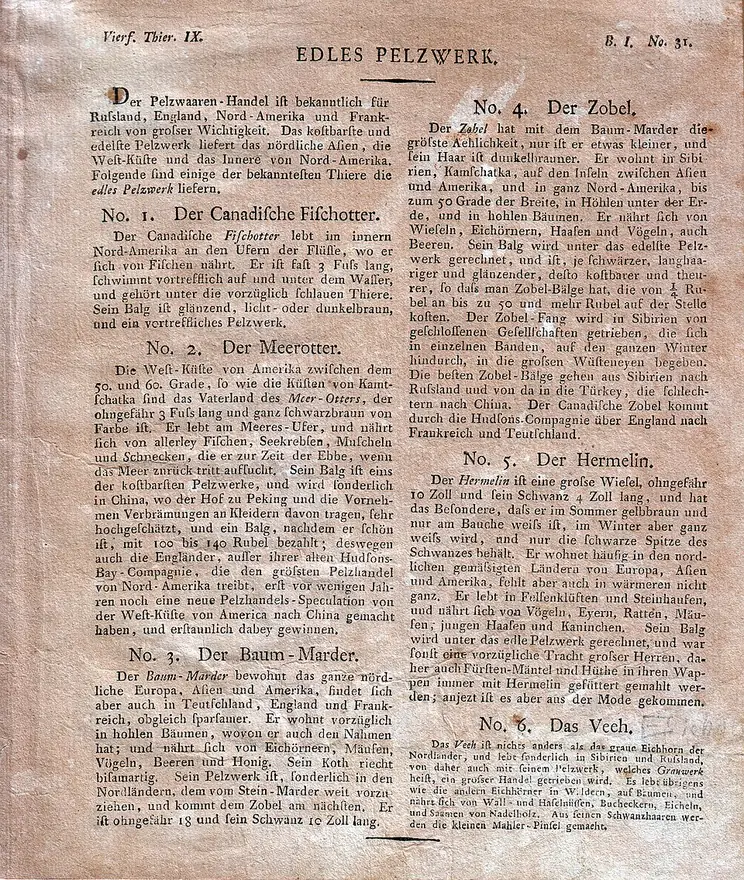 Vierf. Thier. IX.
B. I. No. 31.
EDLES PELZWERK.
Der Pelzwaaren-Handel iſt bekanntlich für
Ruſsland, England, Nord-Amerika und Frank-
reich von groſser Wichtigkeit. Das koſtbarſte und
edelſte Pelzwerk liefert das nördliche Aſien, die
Weſt-Küſte und das Innere von Nord-Amerika.
Folgende ſind einige der bekannteſten Thiere die
edles Pelzwerk liefern.
No. 1. Der Canadiſche Fiſchotter.
Der Canadiſche Fiſchotter lebt im innern
Nord-Amerika an den Ufern der Flüſſe, wo er
ſich von Fiſchen nährt. Er iſt faſt 3 Fuſs lang,
ſchwimmt vortrefflich auf und unter dem Waſſer,
und gehört unter die vorzüglich ſchlauen Thiere.
Sein Balg iſt glänzend, licht- oder dunkelbraun,
und ein vortreffliches Pelzwerk.
No. 2. Der Meerotter.
Die Weſt-Küſte von Amerika zwiſchen dem
50. und 60. Grade, ſo wie die Küſten von Kamt-
ſchatka ſind das Vaterland des Meer-Otters, der
ohngefähr 3 Fuſs lang und ganz ſchwarzbraun von
Farbe iſt. Er lebt am Meeres-Ufer, und nährt
ſich von allerley Fiſchen, Seekrebſen, Muſcheln
und Schnecken, die er zur Zeit der Ebbe, wenn
das Meer zurück tritt auſſucht. Sein Balg iſt eins
der koſtbarſten Pelzwerke, und wird ſonderlich
in China, wo der Hof zu Peking und die Vorneh-
men Verbrämungen an Kleidern davon tragen, ſehr
hochgeſchätzt, und ein Balg, nachdem er ſchön
iſt, mit 100 bis 140 Rubel bezahlt; deswegen
auch die Engländer, auſſer ihrer alten Hudſons-
Bay-Compagnie, die den gröſsten Pelzhandel
von Nord-Amerika treibt, erſt vor wenigen Jah-
ren noch eine neue Pelzhandels-Speculation von
der Weſt-Küſte von America nach China gemacht
haben, und erſtaunlich dabey gewinnen.
No. 3. Der Baum-Marder.
Der Baum-Marder bewohnt das ganze nörd-
liche Europa, Aſien und Amerika, findet ſich
aber auch in Teutſchland, England und Frank-
reich, obgleich ſparſamer. Er wohnt vorzüglich
in hohlen Bäumen, wovon er auch den Nahmen
hat; und nährt ſich von Eichörnern, Mäuſen,
Vögeln, Beeren und Honig. Sein Koth riecht
biſamartig. Sein Pelzwerk iſt, ſonderlich in den
Nordländern, dem vom Stein-Marder weit vorzu-
ziehen, und kommt dem Zobel am nächſten. Er
iſt ohngefähr 18 und ſein Schwanz 10 Zoll lang.
No. 4. Der Zobel.
Der Zobel hat mit dem Baum-Marder die
gröſste Aehlichkeit, nur iſt er etwas kleiner, und
ſein Haar iſt dunkelbrauner. Er wohnt in Sibi-
rien, Kamſchatka, auf den Inſeln zwiſchen Aſien
und Amerika, und in ganz Nord-Amerika, bis
zum 50 Grade der Breite, in Höhlen unter der Er-
de, und in hohlen Bäumen. Er nährt ſich von
Wieſeln, Eichörnern, Haaſen und Vögeln, auch
Beeren. Sein Balg wird unter das edelſte Pelz-
werk gerechnet, und iſt, je ſchwärzer, langhaa-
riger und glänzender, deſto koſtbarer und theu-
rer, ſo daſs man Zobel-Bälge hat, die von Ru-
bel an bis zu 50 und mehr Rubel auf der Stelle
koſten. Der Zobel-Fang wird in Sibirien von
geſchloſſenen Geſellſchaften getrieben, die ſich
in einzelnen Banden, auf den ganzen Winter
hindurch, in die groſsen Wüſteneyen begeben.
Die beſten Zobel-Bälge gehen aus Sibirien nach
Ruſsland und von da in die Türkey, die ſchlech-
tern nach China. Der Canadiſche Zobel kommt
durch die Hudſons-Compagnie über England nach
Frankreich und Teutſchland.
No. 5. Der Hermelin.
Der Hermelin iſt eine groſse Wieſel, ohngefähr
10 Zoll und ſein Schwanz 4 Zoll lang, und hat
das Beſondere, daſs er im Sommer gelbbraun und
nur am Bauche weiſs iſt, im Winter aber ganz
weiſs wird, und nur die ſchwarze Spitze des
Schwanzes behält. Er wohnet häufig in den nord-
lichen gemäſsigten Ländern von Europa, Aſien
und Amerika, fehlt aber auch in wärmeren nicht
ganz. Er lebt in Felſenklüften und Steinhaufen,
und nährt ſich von Vögeln, Eyern, Ratten, Mäu-
ſen, jungen Haaſen und Kaninchen. Sein Balg
wird unter das edle Pelzwerk gerechnet, und war
ſonſt eine vorzügliche Tracht groſser Herren, da-
her auch Fürſten-Mäntel und Hüthe in ihren Wap-
pen immer mit Hermelin gefüttert gemahlt wer-
den; anjezt iſt es aber aus der Mode gekommen.
No. 6. Das Veeh.
Das Veeh iſt nichts anders als das graue Eichhorn der
Nordländer, und lebt ſonderlich in Sibirien und Ruſsland,
von daher auch mit ſeinem Pelzwerk, welches Grauwerk
heiſt, ein groſser Handel getrieben wird. Es lebt übrigens
wie die andern Eichhörner in Wäldern, auf Bäumen, und
nährt ſich von Wall- und Haſelnüſſen, Bucheckern, Eicheln,
und Saamen von Nadelholz. Aus ſeinen Schwanzhaaren wer-
den die kleinen Mahler-Pinſel gemacht.